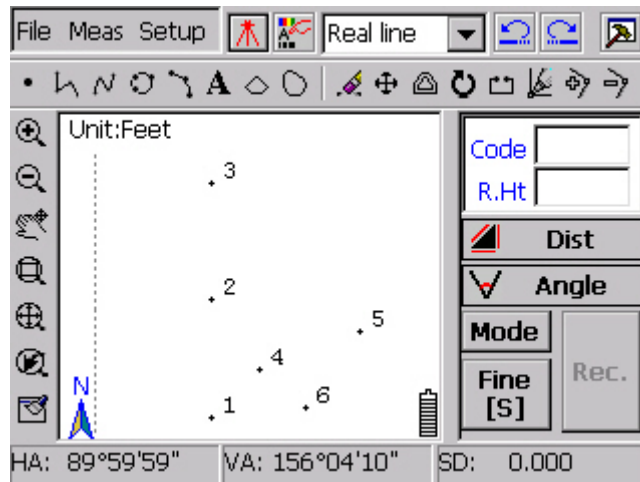 File Meas Setup Real line
A
Unit:Feet
Code
R.Ht
3
Dist
2
Angle
5
Mode
4
Rec.
Fine
[S]
N
1
6
HA: 89°59'59" VA: 156°04'10" SD: 0.000